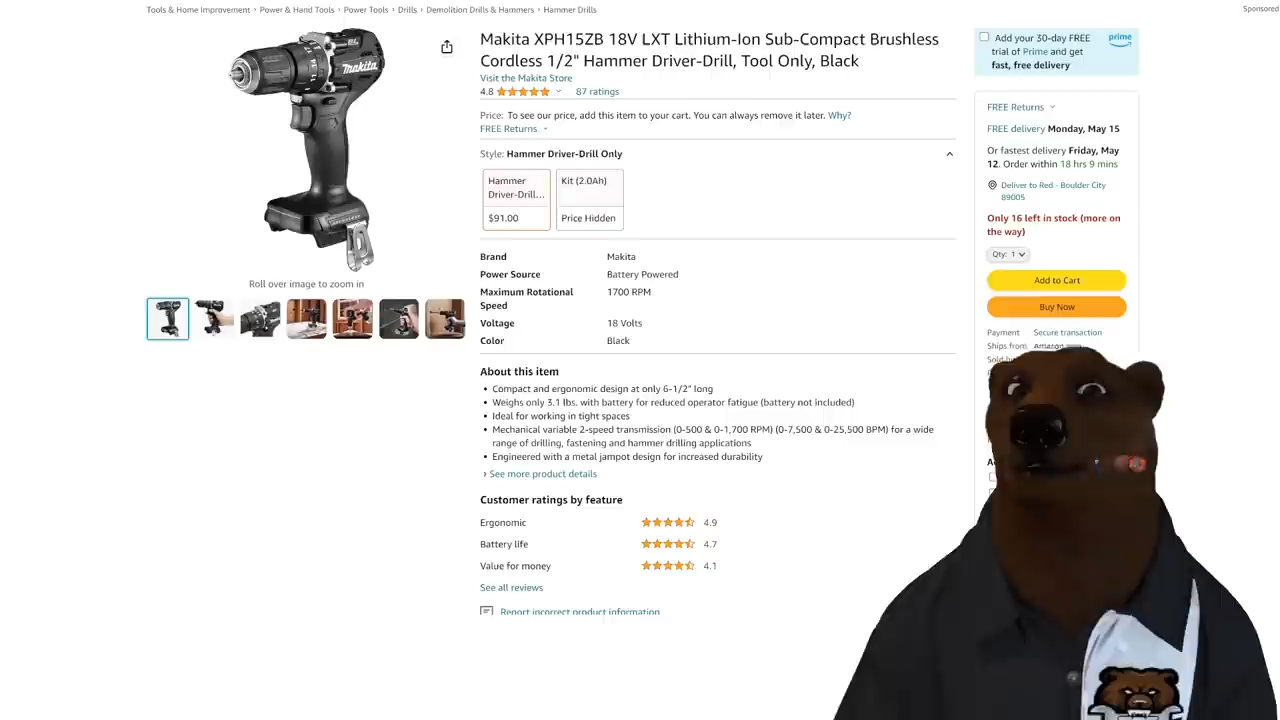 Tools & Home Improvement › Power & Hand Tools › Power Tools › Drills › Demolition Drills & Hammers › Hammer Drills
Sponsored
Makita XPH15ZB 18V LXT Lithium-Ion Sub-Compact Brushless
Cordless 1/2" Hammer Driver-Drill, Tool Only, Black
Visit the Makita Store
4.8
87 ratings
Price: To see our price, add this item to your cart. You can always remove it later. Why?
FREE Returns
Style: Hammer Driver-Drill Only
Hammer
Driver-Drill...
$91.00
Kit (2.0Ah)
Price Hidden
Brand Makita
Power Source Battery Powered
Maximum Rotational 1700 RPM
Speed
Voltage 18 Volts
Color Black
About this item
• Compact and ergonomic design at only 6-1/2" long
• Weighs only 3.1 lbs. with battery for reduced operator fatigue (battery not included)
• Ideal for working in tight spaces
• Mechanical variable 2-speed transmission (0-500 & 0-1,700 RPM) (0-7,500 & 0-25,500 BPM) for a wide
range of drilling, fastening and hammer drilling applications
• Engineered with a metal jampot design for increased durability
› See more product details
Customer ratings by feature
Ergonomic 4.9
Battery life 4.7
Value for money 4.1
See all reviews
Report incorrect product information
makita
Roll over image to zoom in
Add your 30-day FREE
trial of Prime and get
fast, free delivery
prime
FREE Returns
FREE delivery Monday, May 15
Or fastest delivery Friday, May
12. Order within 18 hrs 9 mins
Deliver to Red - Boulder City
89005
Only 16 left in stock (more on
the way)
Qty: 1
Add to Cart
Buy Now
Payment Secure transaction
Ships from Amazon
Sold by